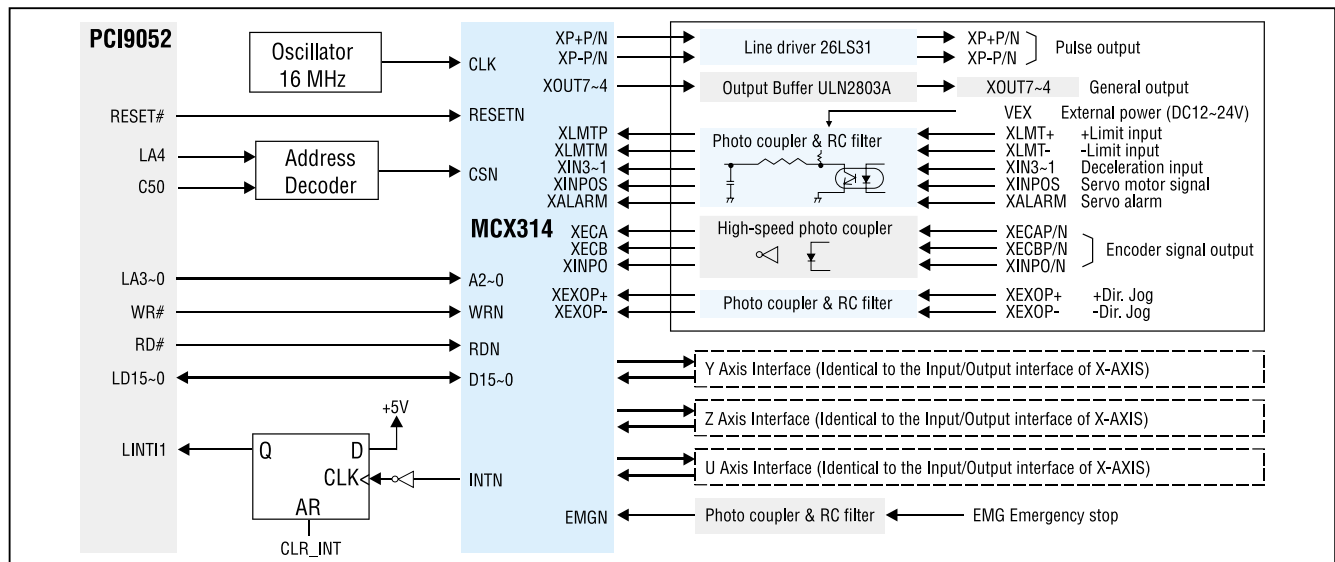 PCI9052
Oscillator
16 MHz
CLK
RESET#
RESETN
LA4
C50
Address
Decoder
CSN
MCX314
LA3~0
A2~0
WR#
WRN
RD#
RDN
LD15~0
D15~0
+5V
LINTI1
Q
D
CLK
AR
CLR_INT
INTN
XP+P/N
XP-P/N
Line driver 26LS31
XP+P/N
XP-P/N
Pulse output
XOUT7~4
Output Buffer ULN2803A
XOUT7~4
General output
VEX
External power (DC12~24V)
XLMTP
XLMTM
XIN3~1
XINPOS
XALARM
Photo coupler & RC filter
XLMT+
+Limit input
XLMT-
-Limit input
XIN3~1
Deceleration input
XINPOS
Servo motor signal
XALARM
Servo alarm
XECA
XECB
XINPO
High-speed photo coupler
XECAP/N
XECBP/N
XINPO/N
Encoder signal output
XEXOP+
XEXOP-
Photo coupler & RC filter
XEXOP+
+Dir. Jog
XEXOP-
-Dir. Jog
Y Axis Interface (Identical to the Input/Output interface of X-AXIS)
Z Axis Interface (Identical to the Input/Output interface of X-AXIS)
U Axis Interface (Identical to the Input/Output interface of X-AXIS)
EMGN
Photo coupler & RC filter
EMG Emergency stop